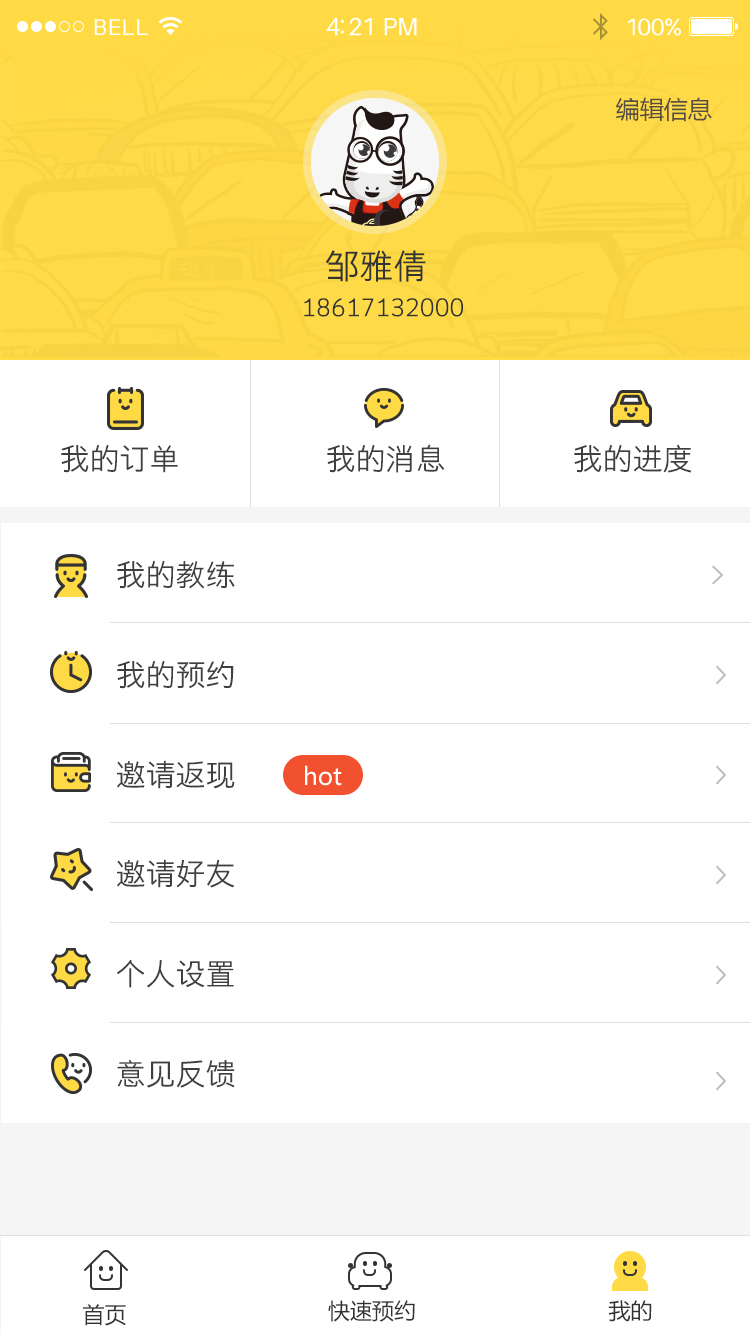 BELL 4:21 PM 100%
编辑信息
邹雅倩
18617132000
我的订单 我的消息 我的进度
我的教练
我的预约
邀请返现 hot
邀请好友
个人设置
意见反馈
首页 快速预约 我的